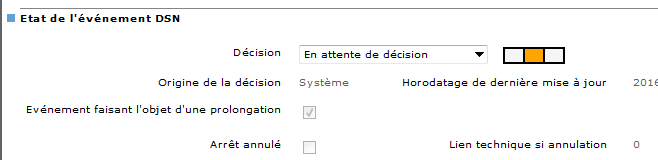 Etat de l'événement DSN
Décision En attente de décision
Origine de la décision Système Horodatage de dernière mise à jour 2016
Evénement faisant l'objet d'une prolongation
Arrêt annulé Lien technique si annulation 0